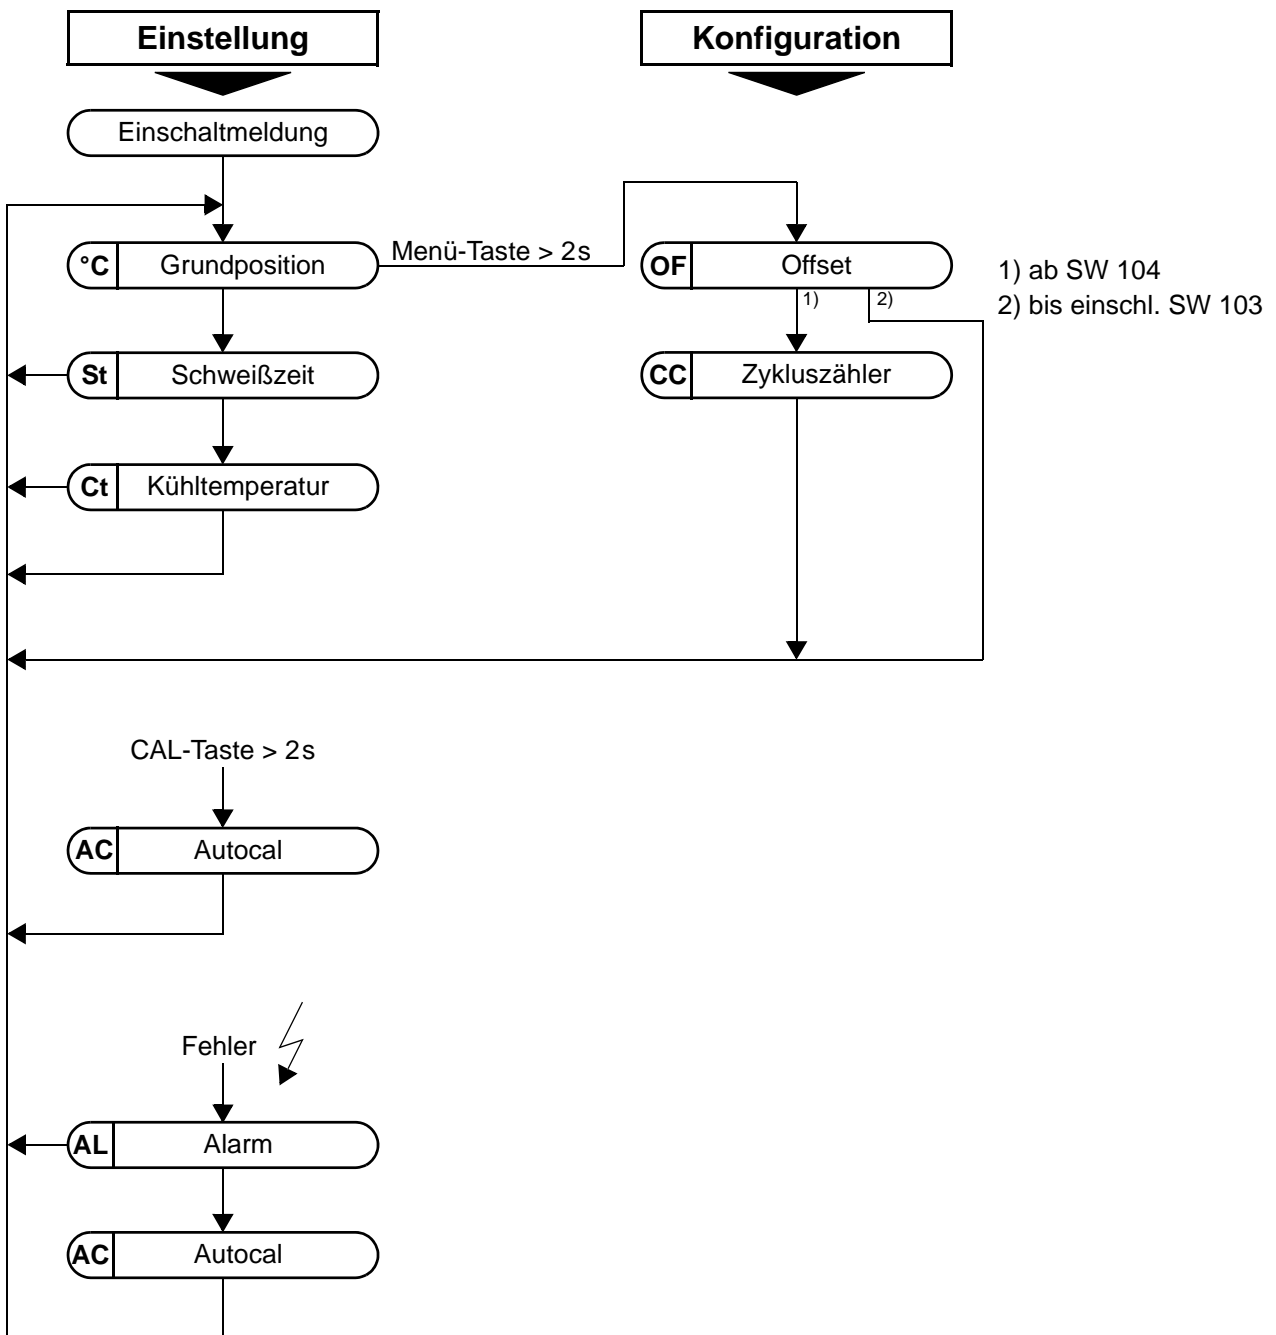 Einstellung
Konfiguration
Einschaltmeldung
°C Grundposition
Menü-Taste > 2s
OF Offset
1)
2)
1) ab SW 104
2) bis einschl. SW 103
St Schweißzeit
CC Zykluszähler
Ct Kühltemperatur
CAL-Taste > 2s
AC Autocal
Fehler
AL Alarm
AC Autocal